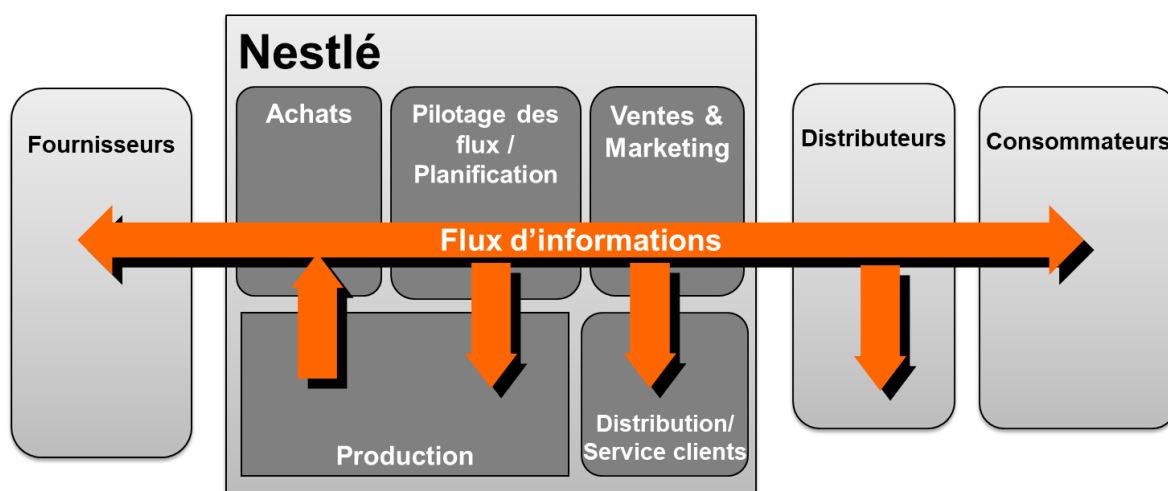 Nestlé
Fournisseurs
Achats
Pilotage des
flux /
Planification
Ventes &
Marketing
Distributeurs
Consommateurs
Flux d’informations
Production
Distribution/
Service clients